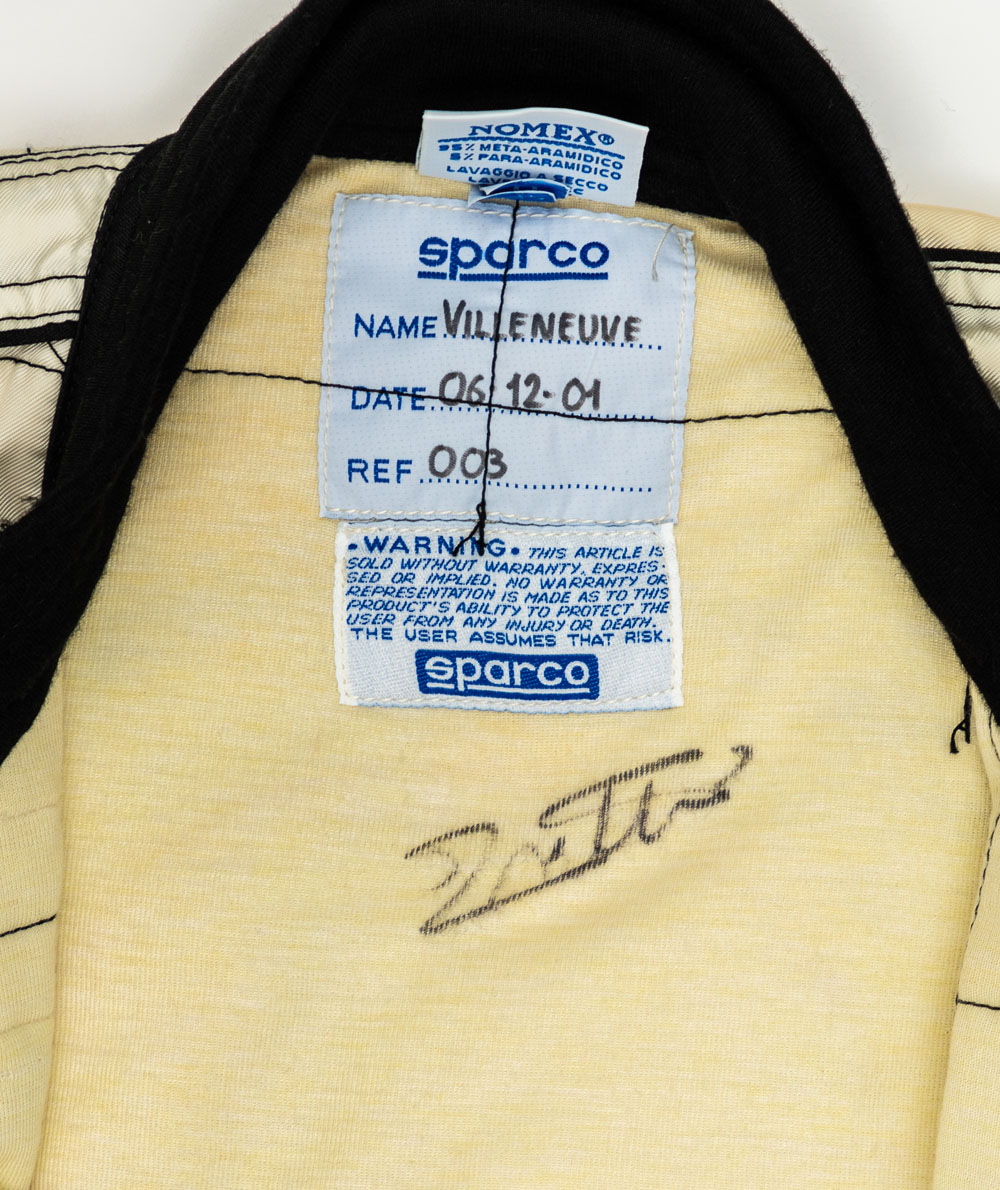 NOMEX®
95% META-ARAMIDICO
5% PARA-ARAMIDICO
LAVAGGIO A SECCO
sparco
NAME VILLENEUVE
DATE 06.12.01
REF 003
•WARNING• THIS ARTICLE IS
SOLD WITHOUT WARRANTY, EXPRES-
SED OR IMPLIED. NO WARRANTY OR
REPRESENTATION IS MADE AS TO THIS
PRODUCT'S ABILITY TO PROTECT THE
USER FROM ANY INJURY OR DEATH.
THE USER ASSUMES THAT RISK.
sparco